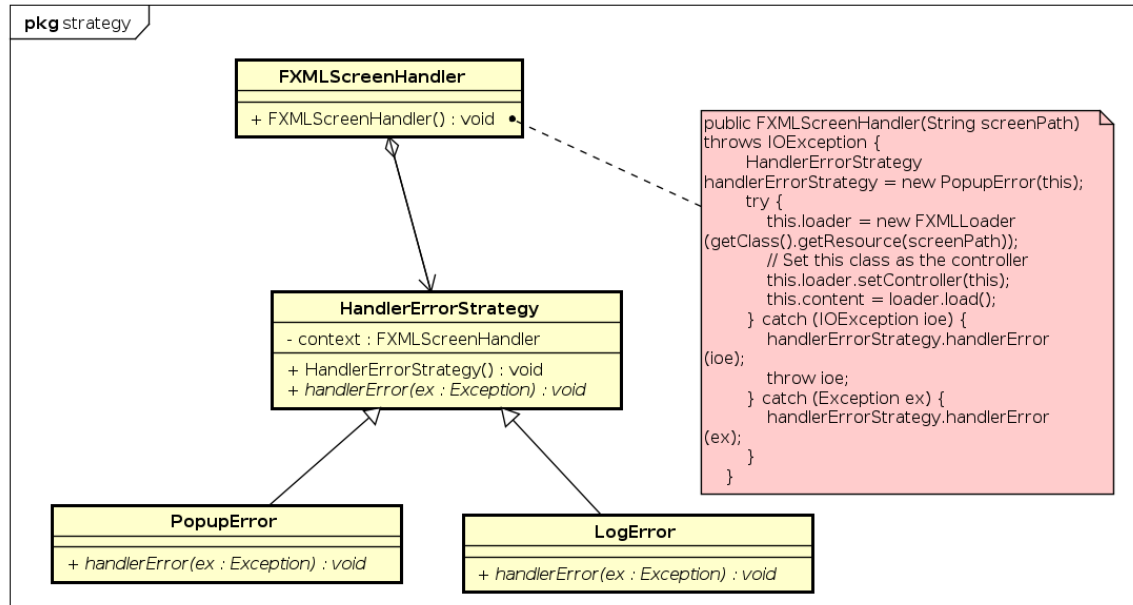 pkg strategy
FXMLScreenHandler
+ FXMLScreenHandler() : void
public FXMLScreenHandler(String screenPath)
throws IOException {
HandlerErrorStrategy
handlerErrorStrategy = new PopupError(this);
try {
this.loader = new FXMLLoader
(getClass().getResource(screenPath));
// Set this class as the controller
this.loader.setController(this);
this.content = loader.load();
} catch (IOException ioe) {
handlerErrorStrategy.handlerError
(ioe);
throw ioe;
} catch (Exception ex) {
handlerErrorStrategy.handlerError
(ex);
}
}
HandlerErrorStrategy
- context : FXMLScreenHandler
+ HandlerErrorStrategy() : void
+ handlerError(ex : Exception) : void
PopupError
+ handlerError(ex : Exception) : void
LogError
+ handlerError(ex : Exception) : void